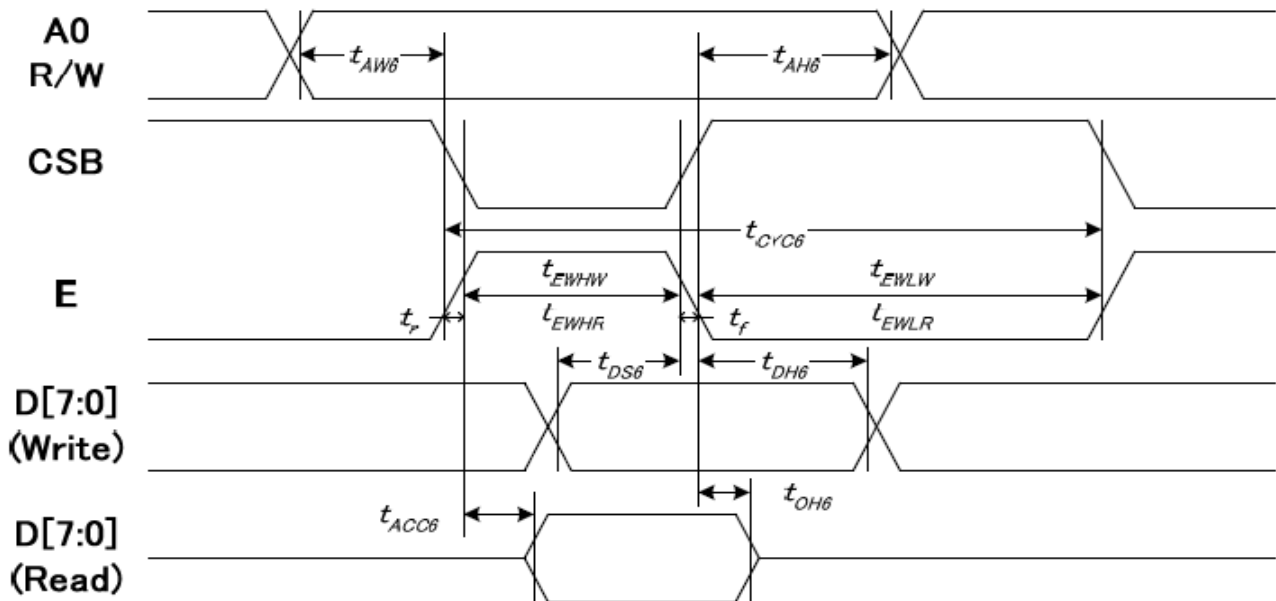 A0
R/W
tAW6
tAH6
CSB
tCYC6
E
tEWHW
tEWLW
tr
tEWHR
tf
tEWLR
tDS6
tDH6
D[7:0]
(Write)
tACC6
tOH6
D[7:0]
(Read)